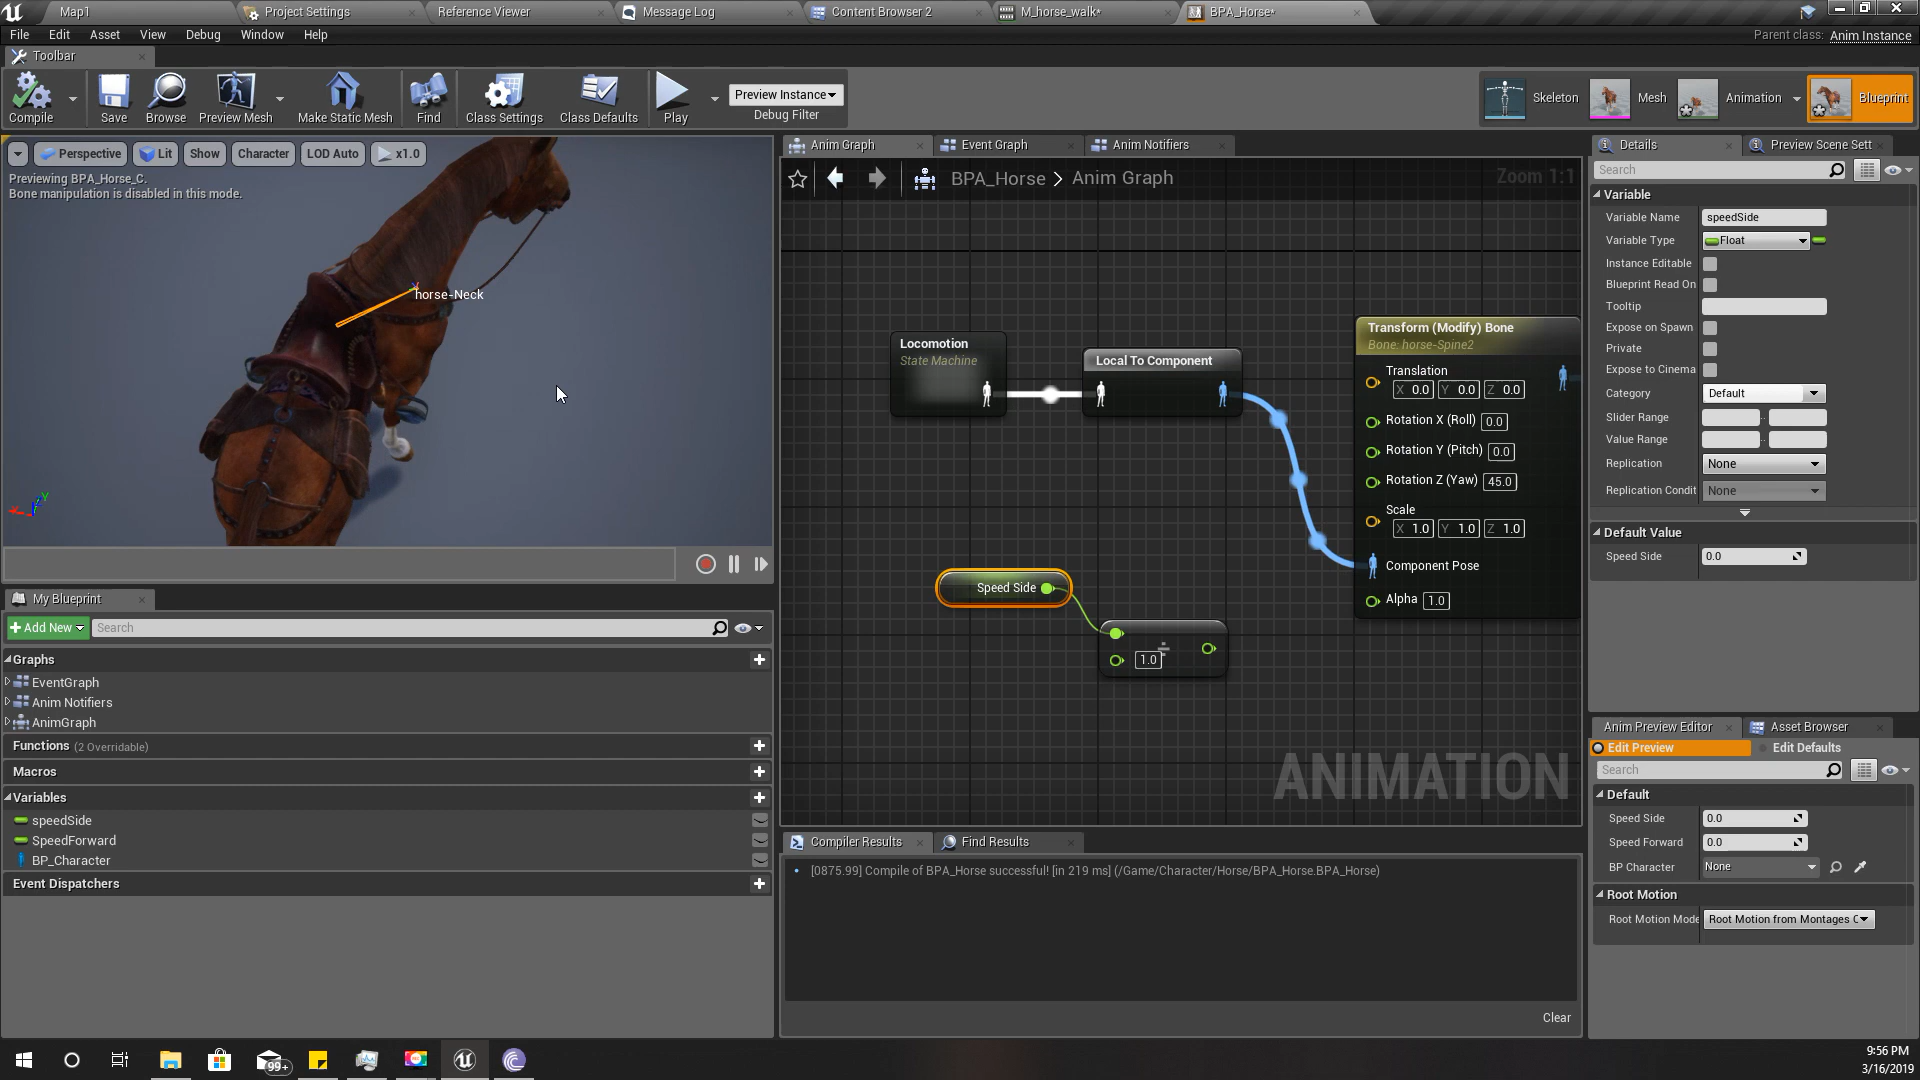 Map1
Project Settings
Reference Viewer
Message Log
Content Browser 2
M_horse_walk*
BPA_Horse*
File Edit Asset View Debug Window Help
Parent class: Anim Instance
Toolbar
Compile
Save
Browse
Preview Mesh
Make Static Mesh
Find
Class Settings
Class Defaults
Play
Preview Instance
Debug Filter
Skeleton
Mesh
Animation
Blueprint
Perspective Lit Show Character LOD Auto x1.0
Previewing BPA_Horse_C.
Bone manipulation is disabled in this mode.
horse-Neck
X Y
My Blueprint
Add New
Search
Graphs
EventGraph
Anim Notifiers
AnimGraph
Functions (2 Overridable)
Macros
Variables
speedSide
SpeedForward
BP_Character
Event Dispatchers
Anim Graph
Event Graph
Anim Notifiers
BPA_Horse > Anim Graph
Zoom 1:1
Locomotion
State Machine
Local To Component
Transform (Modify) Bone
Bone: horse-Spine2
Translation
X 0.0 Y 0.0 Z 0.0
Rotation X (Roll) 0.0
Rotation Y (Pitch) 0.0
Rotation Z (Yaw) 45.0
Scale
X 1.0 Y 1.0 Z 1.0
Component Pose
Alpha 1.0
Speed Side
÷
1.0
ANIMATION
Compiler Results
Find Results
• [0875.99] Compile of BPA_Horse successful! [in 219 ms] (/Game/Character/Horse/BPA_Horse.BPA_Horse)
Clear
Details
Preview Scene Sett
Search
Variable
Variable Name speedSide
Variable Type Float
Instance Editable
Blueprint Read On
Tooltip
Expose on Spawn
Private
Expose to Cinema
Category Default
Slider Range
Value Range
Replication None
Replication Condit None
Default Value
Speed Side 0.0
Anim Preview Editor
Asset Browser
Edit Preview
Edit Defaults
Search
Default
Speed Side 0.0
Speed Forward 0.0
BP Character None
Root Motion
Root Motion Mode Root Motion from Montages C
99+
9:56 PM
3/16/2019